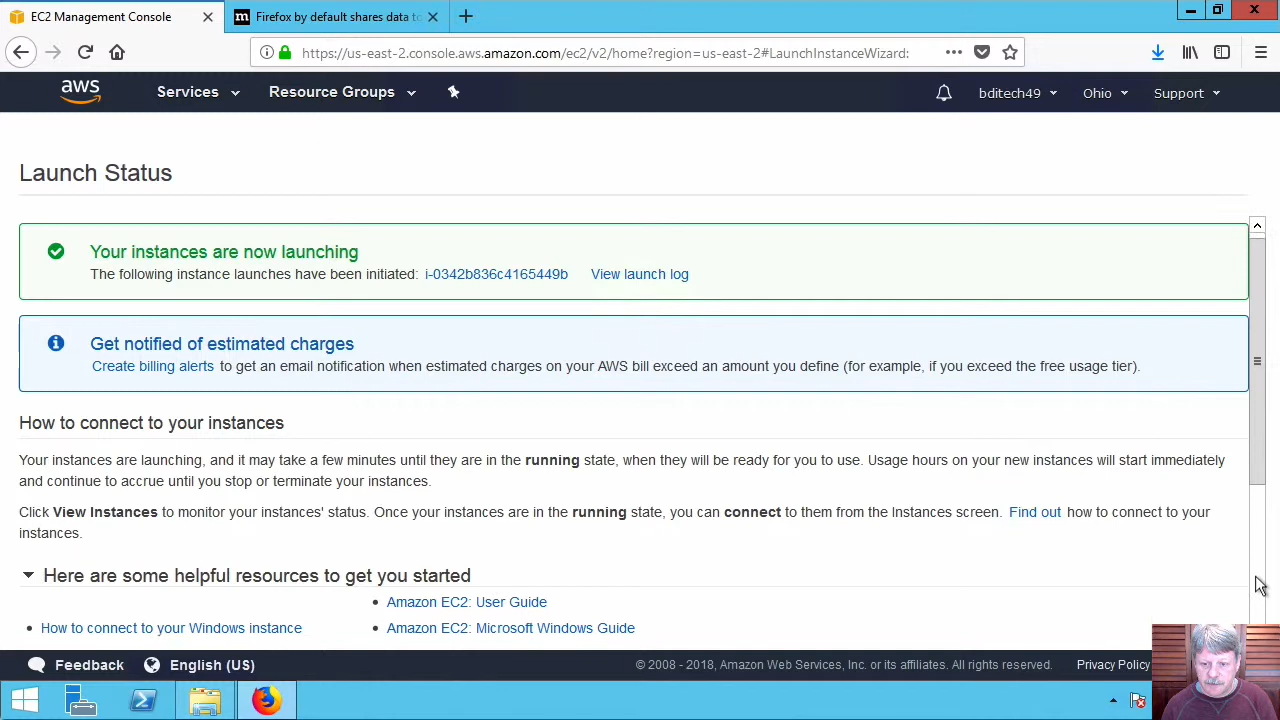 EC2 Management Console
m Firefox by default shares data to
https://us-east-2.console.aws.amazon.com/ec2/v2/home?region=us-east-2#LaunchInstanceWizard:
aws Services Resource Groups bditech49 Ohio Support
Launch Status
Your instances are now launching
The following instance launches have been initiated: i-0342b836c4165449b View launch log
Get notified of estimated charges
Create billing alerts to get an email notification when estimated charges on your AWS bill exceed an amount you define (for example, if you exceed the free usage tier).
How to connect to your instances
Your instances are launching, and it may take a few minutes until they are in the running state, when they will be ready for you to use. Usage hours on your new instances will start immediately
and continue to accrue until you stop or terminate your instances.
Click View Instances to monitor your instances' status. Once your instances are in the running state, you can connect to them from the Instances screen. Find out how to connect to your
instances.
Here are some helpful resources to get you started
• Amazon EC2: User Guide
• How to connect to your Windows instance • Amazon EC2: Microsoft Windows Guide
Feedback English (US) © 2008 - 2018, Amazon Web Services, Inc. or its affiliates. All rights reserved. Privacy Policy